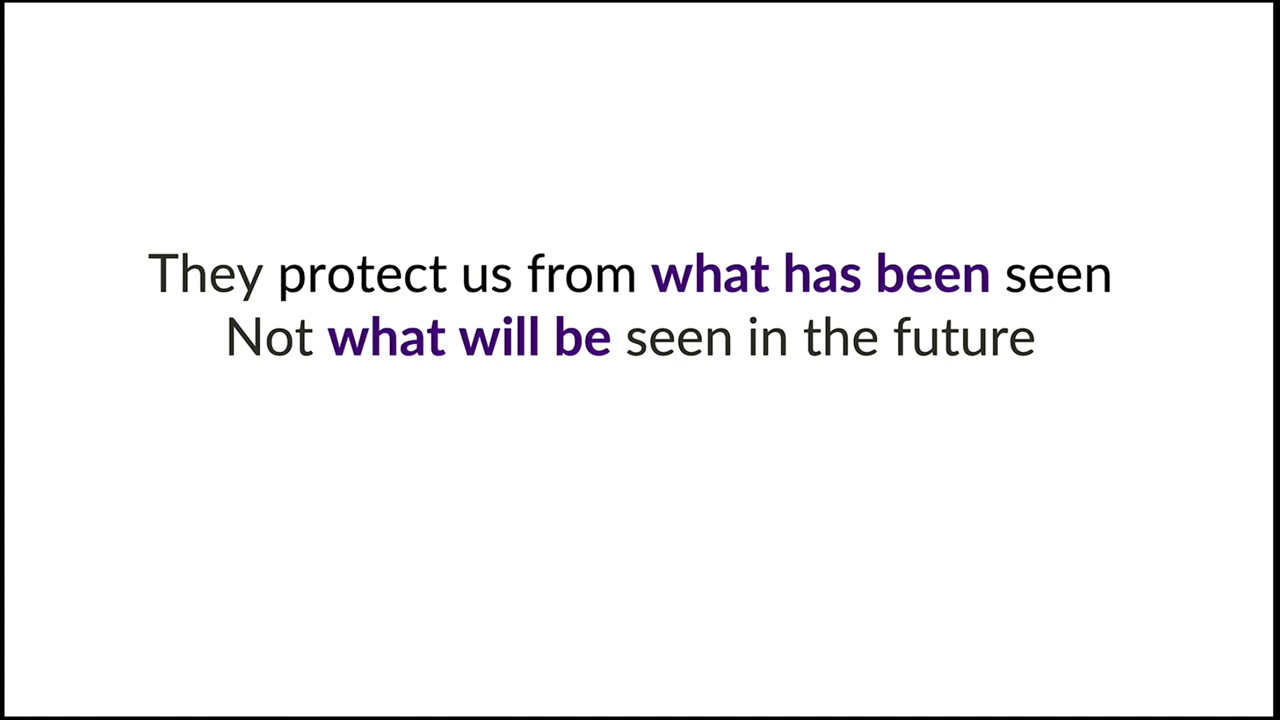 They protect us from what has been seen
Not what will be seen in the future